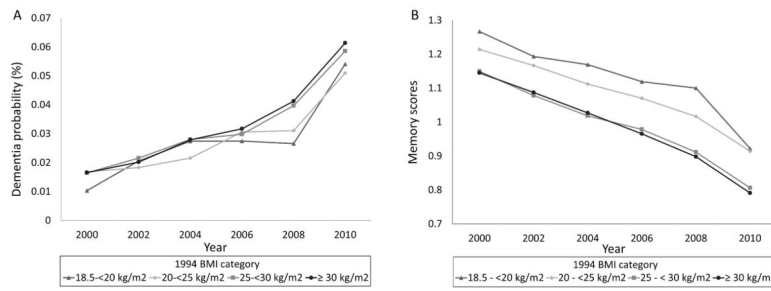 A
0.07
0.06
0.05
0.04
0.03
0.02
0.01
0
Dementia probability (%)
2000 2002 2004 2006 2008 2010
Year
1994 BMI category
18.5-<20 kg/m2 20-<25 kg/m2 25-<30 kg/m2 ≥ 30 kg/m2
B
1.3
1.2
1.1
1
0.9
0.8
0.7
Memory scores
2000 2002 2004 2006 2008 2010
Year
1994 BMI category
18.5 - <20 kg/m2 20 - <25 kg/m2 25 - < 30 kg/m2 ≥ 30 kg/m2